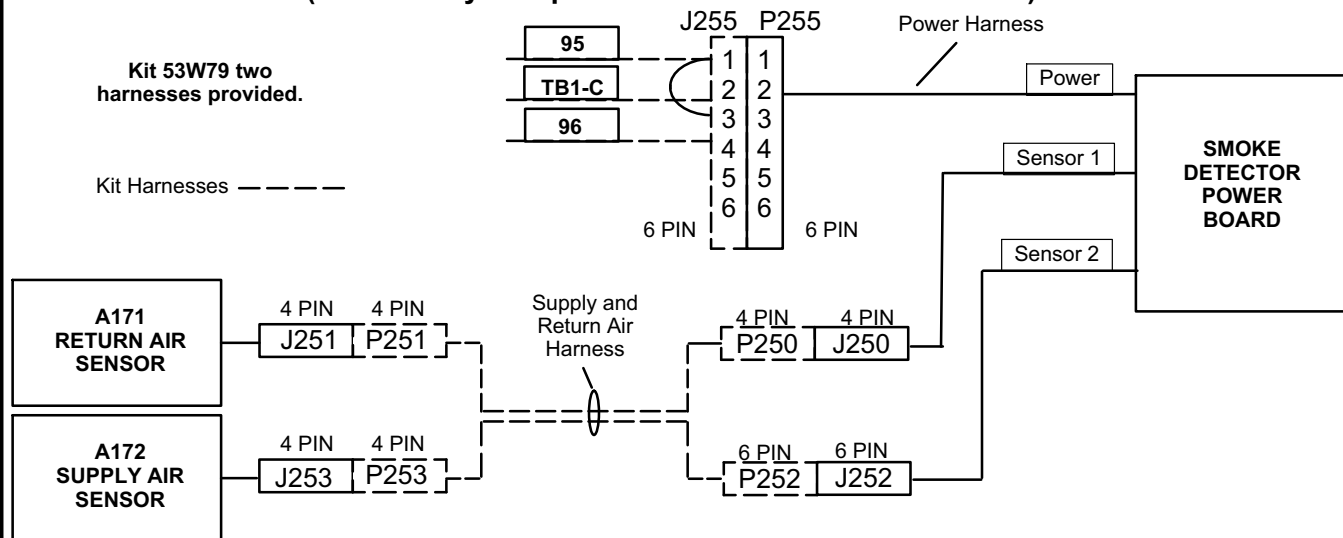 J255 P255
Power Harness
95
TB1-C
96
Kit 53W79 two
harnesses provided.
1 1
2 2
3 3
4 4
5 5
6 6
6 PIN 6 PIN
Kit Harnesses
Power
Sensor 1
Sensor 2
SMOKE
DETECTOR
POWER
BOARD
A171
RETURN AIR
SENSOR
4 PIN 4 PIN
J251 P251
Supply and
Return Air
Harness
4 PIN 4 PIN
P250 J250
A172
SUPPLY AIR
SENSOR
4 PIN 4 PIN
J253 P253
6 PIN 6 PIN
P252 J252